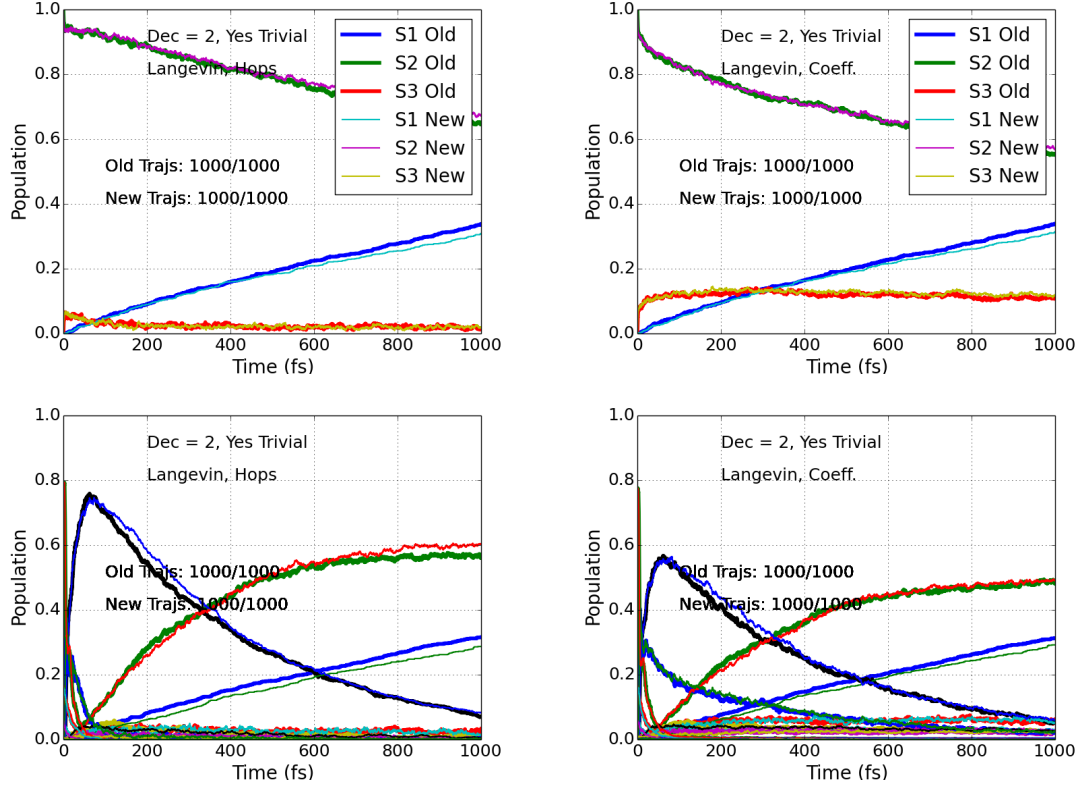 Dec = 2, Yes Trivial
Langevin, Hops
Old Trajs: 1000/1000
New Trajs: 1000/1000
S1 Old
S2 Old
S3 Old
S1 New
S2 New
S3 New
Population
1.0
0.8
0.6
0.4
0.2
0.0
0 200 400 600 800 1000
Time (fs)
Dec = 2, Yes Trivial
Langevin, Coeff.
Old Trajs: 1000/1000
New Trajs: 1000/1000
S1 Old
S2 Old
S3 Old
S1 New
S2 New
S3 New
Population
1.0
0.8
0.6
0.4
0.2
0.0
0 200 400 600 800 1000
Time (fs)
Dec = 2, Yes Trivial
Langevin, Hops
Old Trajs: 1000/1000
New Trajs: 1000/1000
Population
1.0
0.8
0.6
0.4
0.2
0.0
0 200 400 600 800 1000
Time (fs)
Dec = 2, Yes Trivial
Langevin, Coeff.
Old Trajs: 1000/1000
New Trajs: 1000/1000
Population
1.0
0.8
0.6
0.4
0.2
0.0
0 200 400 600 800 1000
Time (fs)